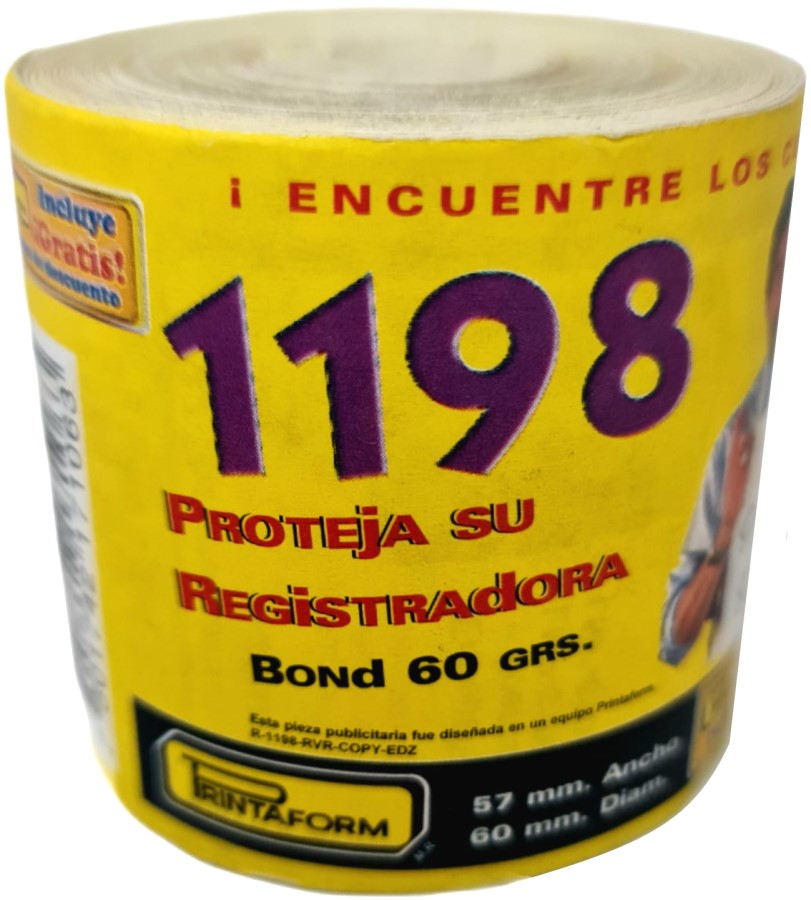 ¡ ENCUENTRE LOS
Incluye
¡Gratis!
descuento
1198
PROTEJA SU
REGISTRADORA
BOND 60 GRS.
Esta pieza publicitaria fue diseñada en un equipo Printaform.
R-1198-RVR-COPY-EDZ
PRINTAFORM
M.R.
57 mm. Ancho
60 mm. Diam.